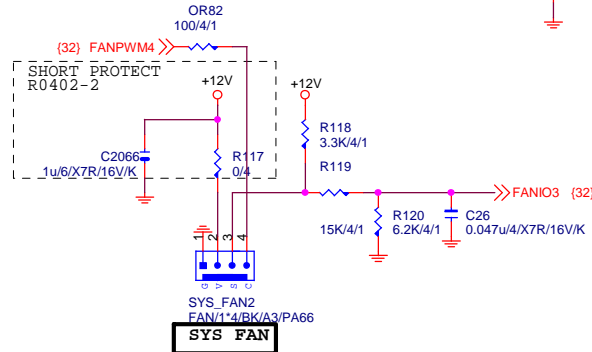 OR82
100/4/1
{32} FANPWM4
SHORT PROTECT
R0402-2
+12V
+12V
R118
3.3K/4/1
C2066
1u/6/X7R/16V/K
R117
0/4
R119
FANIO3 {32}
15K/4/1
R120
6.2K/4/1
C26
0.047u/4/X7R/16V/K
1 2 3 4
G V S C
SYS_FAN2
FAN/1*4/BK/A3/PA66
SYS FAN